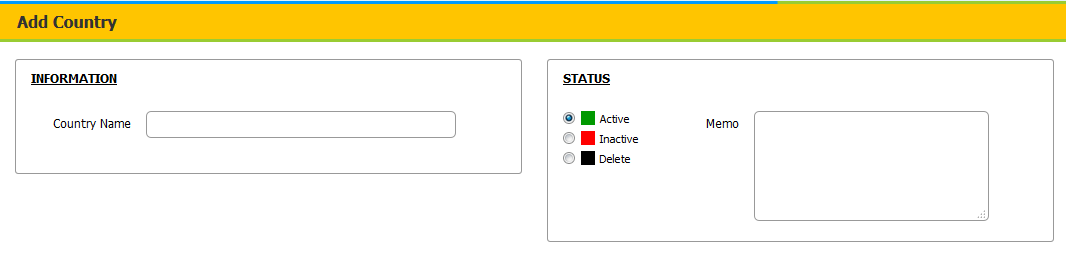 Add Country
INFORMATION
Country Name
STATUS
Active
Inactive
Delete
Memo